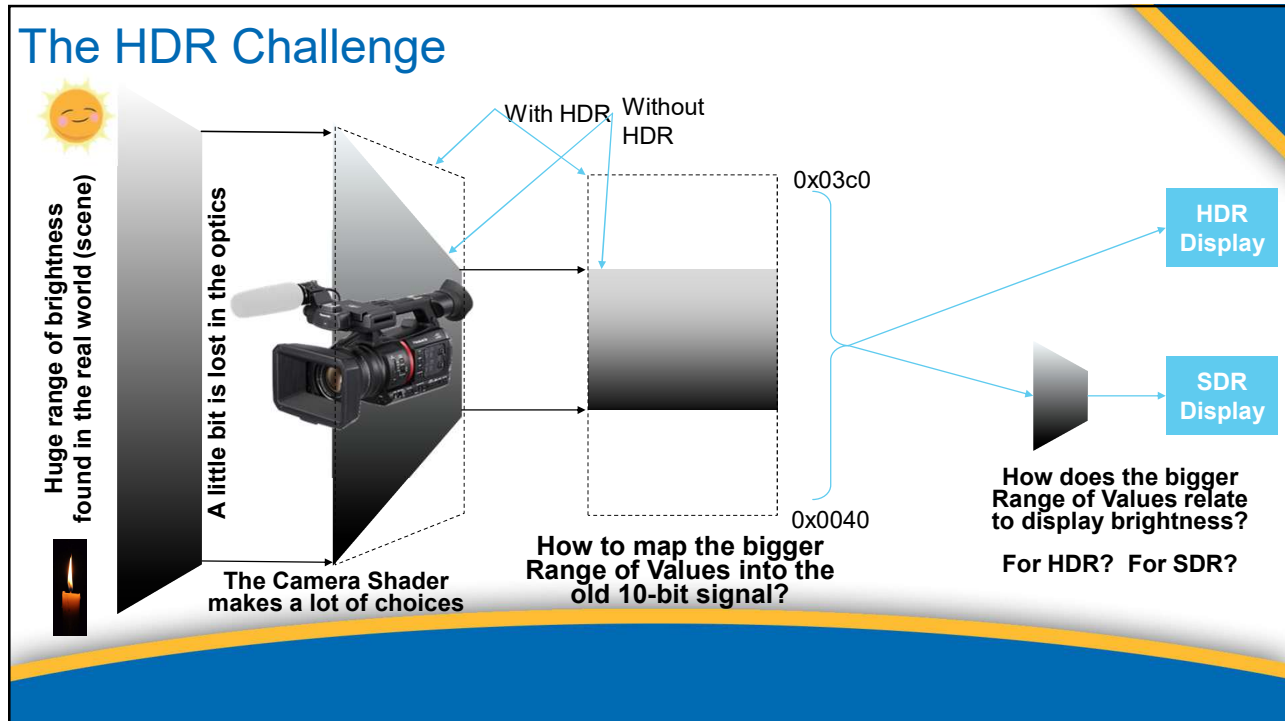 The HDR Challenge
Huge range of brightness
found in the real world (scene)
A little bit is lost in the optics
The Camera Shader
makes a lot of choices
With HDR
Without
HDR
0x03c0
0x0040
How to map the bigger
Range of Values into the
old 10-bit signal?
HDR
Display
SDR
Display
How does the bigger
Range of Values relate
to display brightness?
For HDR? For SDR?